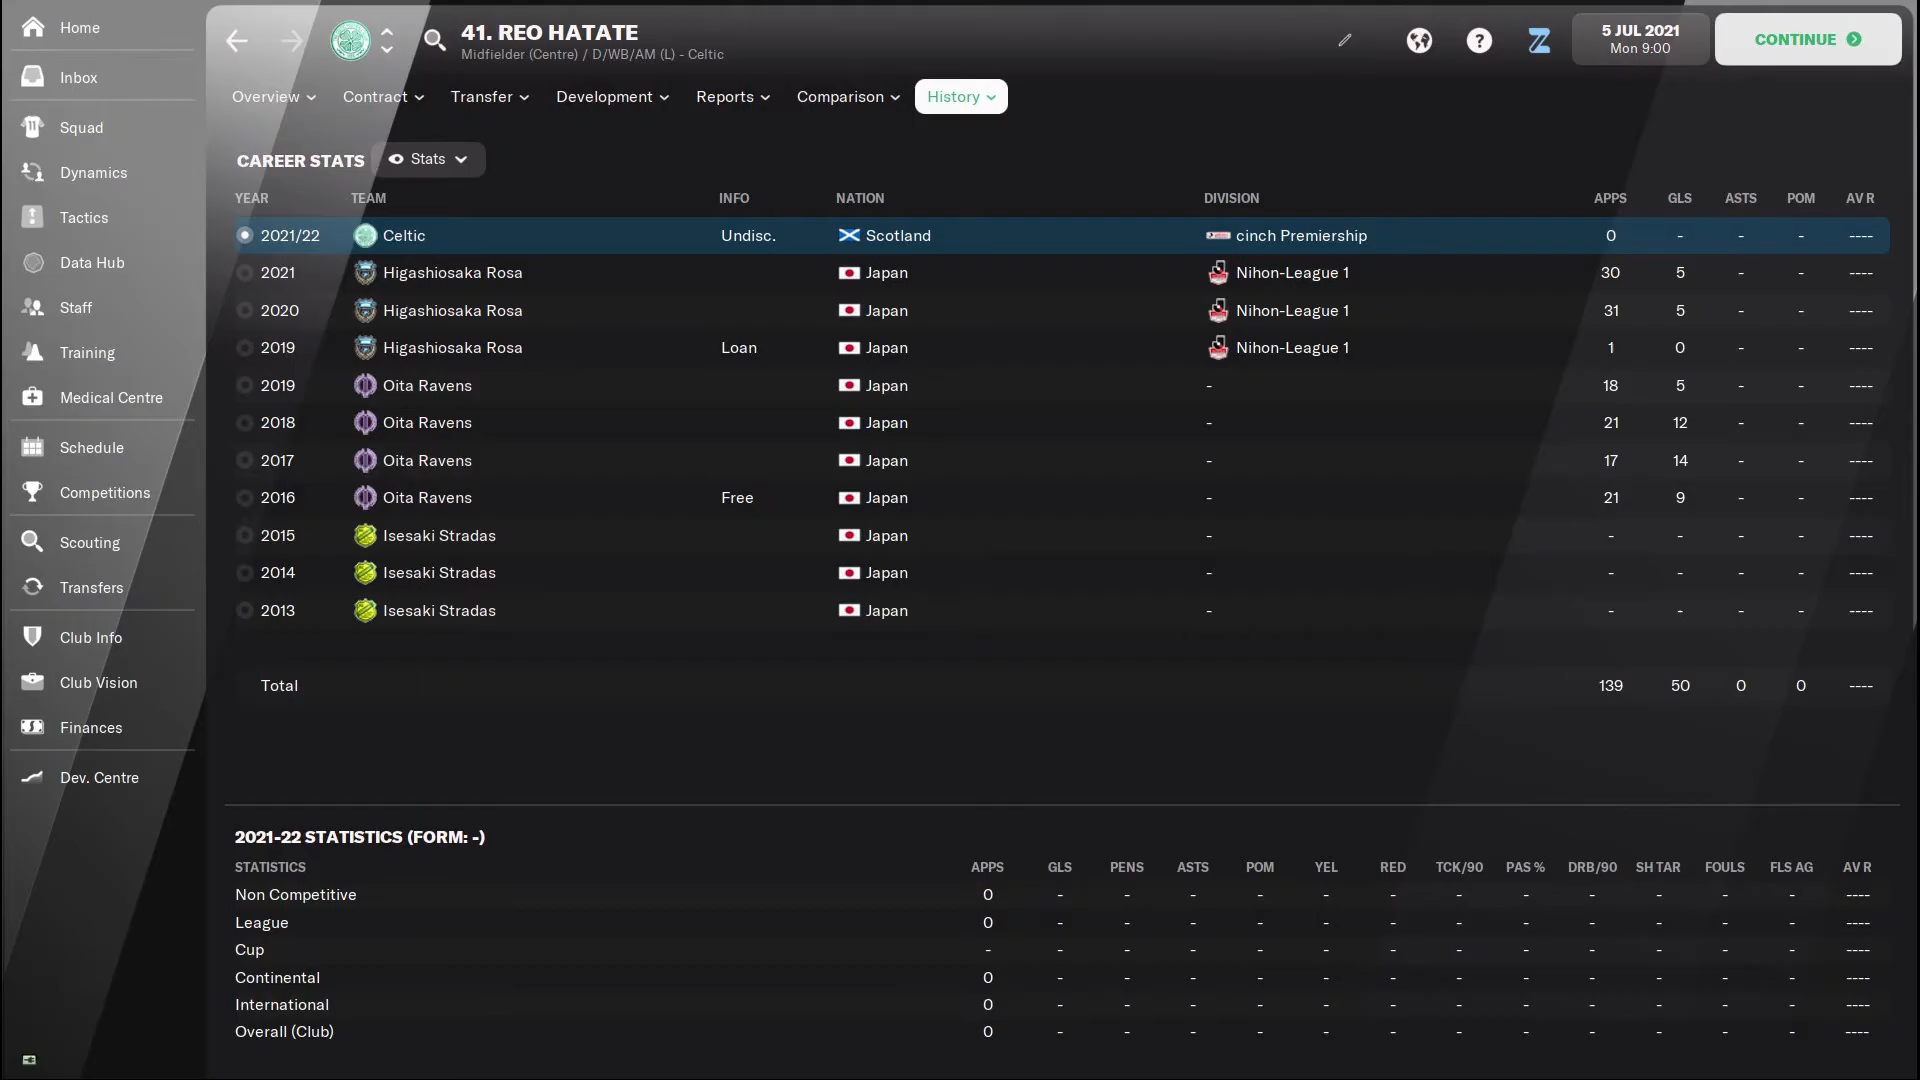 Home
Inbox
Squad
Dynamics
Tactics
Data Hub
Staff
Training
Medical Centre
Schedule
Competitions
Scouting
Transfers
Club Info
Club Vision
Finances
Dev. Centre
41. REO HATATE
Midfielder (Centre) / D/WB/AM (L) - Celtic
5 JUL 2021
Mon 9:00
CONTINUE
Overview Contract Transfer Development Reports Comparison History
CAREER STATS Stats
YEAR TEAM INFO NATION DIVISION APPS GLS ASTS POM AV R
2021/22 Celtic Undisc. Scotland cinch Premiership 0 - - - ----
2021 Higashiosaka Rosa Japan Nihon-League 1 30 5 - - ----
2020 Higashiosaka Rosa Japan Nihon-League 1 31 5 - - ----
2019 Higashiosaka Rosa Loan Japan Nihon-League 1 1 0 - - ----
2019 Oita Ravens Japan - 18 5 - - ----
2018 Oita Ravens Japan - 21 12 - - ----
2017 Oita Ravens Japan - 17 14 - - ----
2016 Oita Ravens Free Japan - 21 9 - - ----
2015 Isesaki Stradas Japan - - - - - ----
2014 Isesaki Stradas Japan - - - - - ----
2013 Isesaki Stradas Japan - - - - - ----
Total 139 50 0 0 ----
2021-22 STATISTICS (FORM: -)
STATISTICS APPS GLS PENS ASTS POM YEL RED TCK/90 PAS % DRB/90 SH TAR FOULS FLS AG AV R
Non Competitive 0 - - - - - - - - - - - - ----
League 0 - - - - - - - - - - - - ----
Cup - - - - - - - - - - - - - ----
Continental 0 - - - - - - - - - - - - ----
International 0 - - - - - - - - - - - - ----
Overall (Club) 0 - - - - - - - - - - - - ----